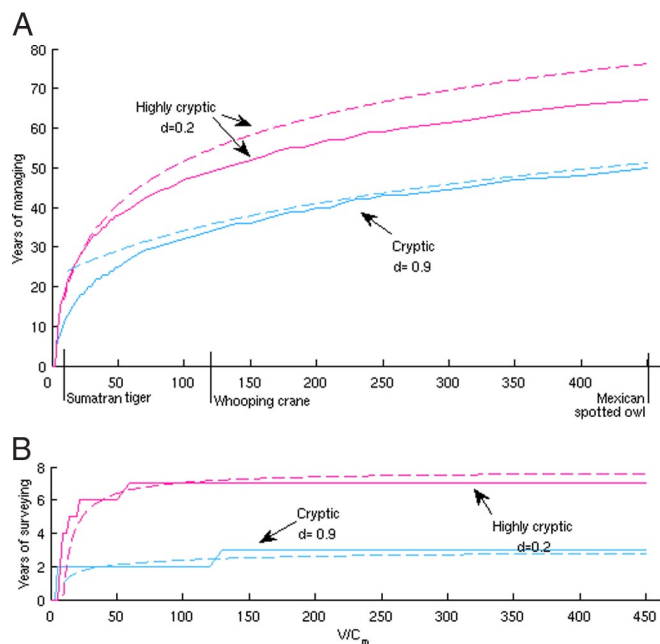 A
Years of managing
80
70
60
50
40
30
20
10
0
Highly cryptic
d=0.2
Cryptic
d= 0.9
0 50 100 150 200 250 300 350 400
Sumatran tiger
Whooping crane
Mexican
spotted owl
B
Years of surveying
8
6
4
2
0
Cryptic
d= 0.9
Highly cryptic
d=0.2
0 50 100 150 200 250 300 350 400 450
V/Cm